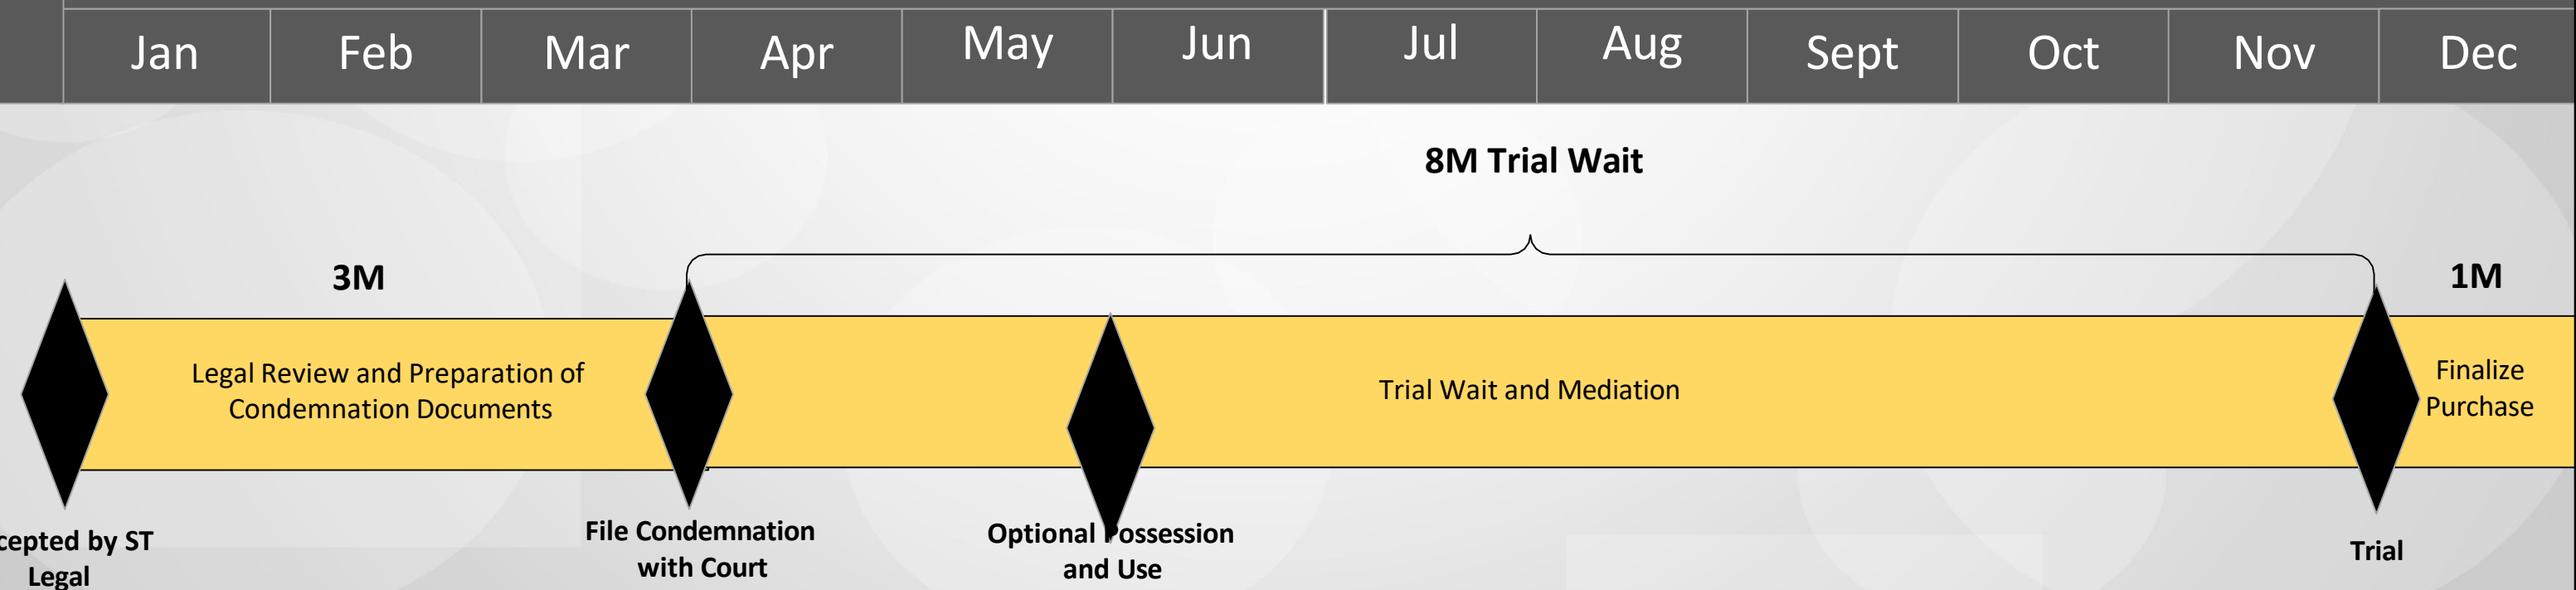 Jan Feb Mar Apr May Jun Jul Aug Sept Oct Nov Dec
8M Trial Wait
3M
1M
Legal Review and Preparation of
Condemnation Documents
Trial Wait and Mediation
Finalize
Purchase
cepted by ST
Legal
File Condemnation
with Court
Optional Possession
and Use
Trial